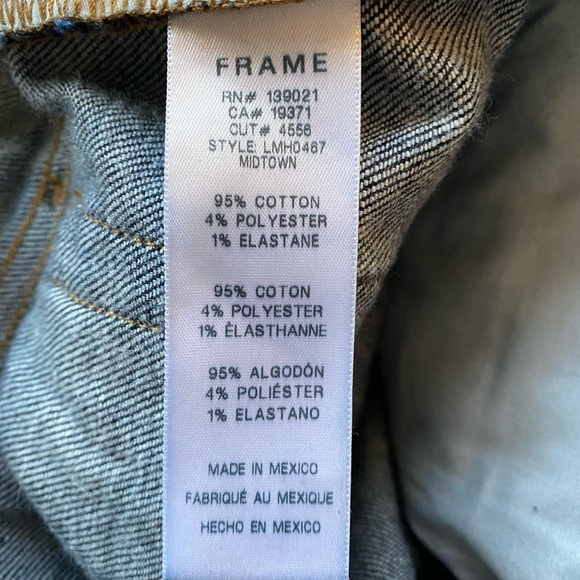 FRAME
RN# 139021
CA# 19371
CUT# 4556
STYLE: LMH0467
MIDTOWN
95% COTTON
4% POLYESTER
1% ELASTANE
95% COTON
4% POLYESTER
1% ÈLASTHANNE
95% ALGODÓN
4% POLIÉSTER
1% ELASTANO
MADE IN MEXICO
FABRIQUÉ AU MEXIQUE
HECHO EN MEXICO